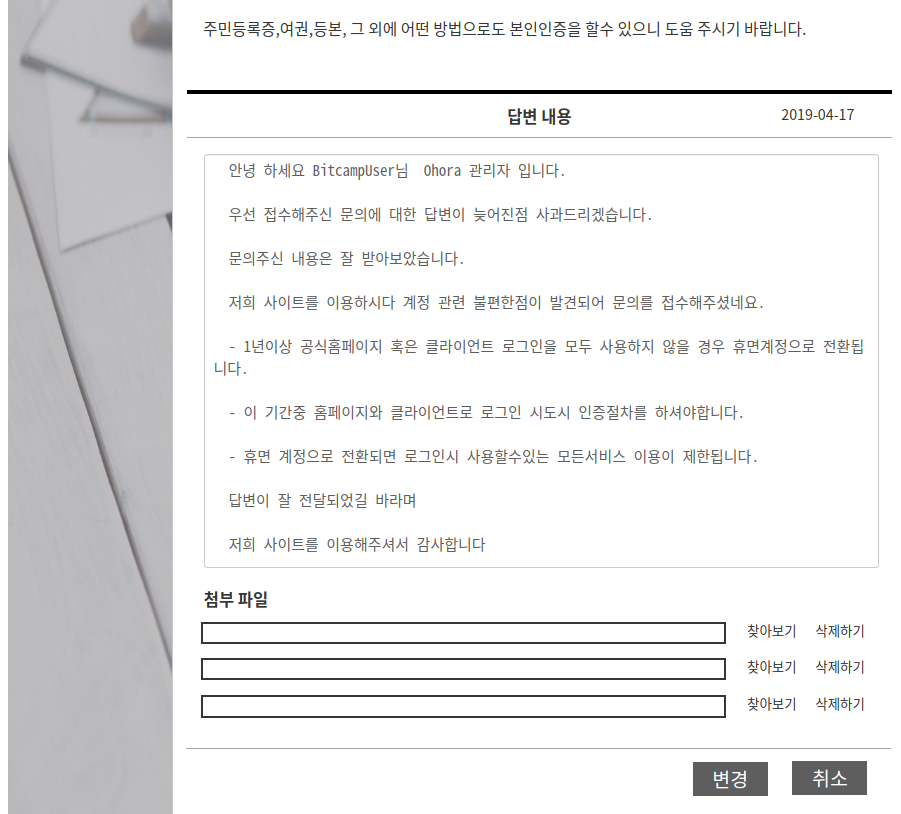 주민등록증,여권,등본, 그 외에 어떤 방법으로도 본인인증을 할수 있으니 도움 주시기 바랍니다.
답변 내용
2019-04-17
안녕 하세요 BitcampUser님 Ohora 관리자 입니다.
우선 접수해주신 문의에 대한 답변이 늦어진점 사과드리겠습니다.
문의주신 내용은 잘 받아보았습니다.
저희 사이트를 이용하시다 계정 관련 불편한점이 발견되어 문의를 접수해주셨네요.
- 1년이상 공식홈페이지 혹은 클라이언트 로그인을 모두 사용하지 않을 경우 휴면계정으로 전환됩
니다.
- 이 기간중 홈페이지와 클라이언트로 로그인 시도시 인증절차를 하셔야합니다.
- 휴면 계정으로 전환되면 로그인시 사용할수있는 모든서비스 이용이 제한됩니다.
답변이 잘 전달되었길 바라며
저희 사이트를 이용해주셔서 감사합니다
첨부 파일
찾아보기 삭제하기
찾아보기 삭제하기
찾아보기 삭제하기
변경 취소